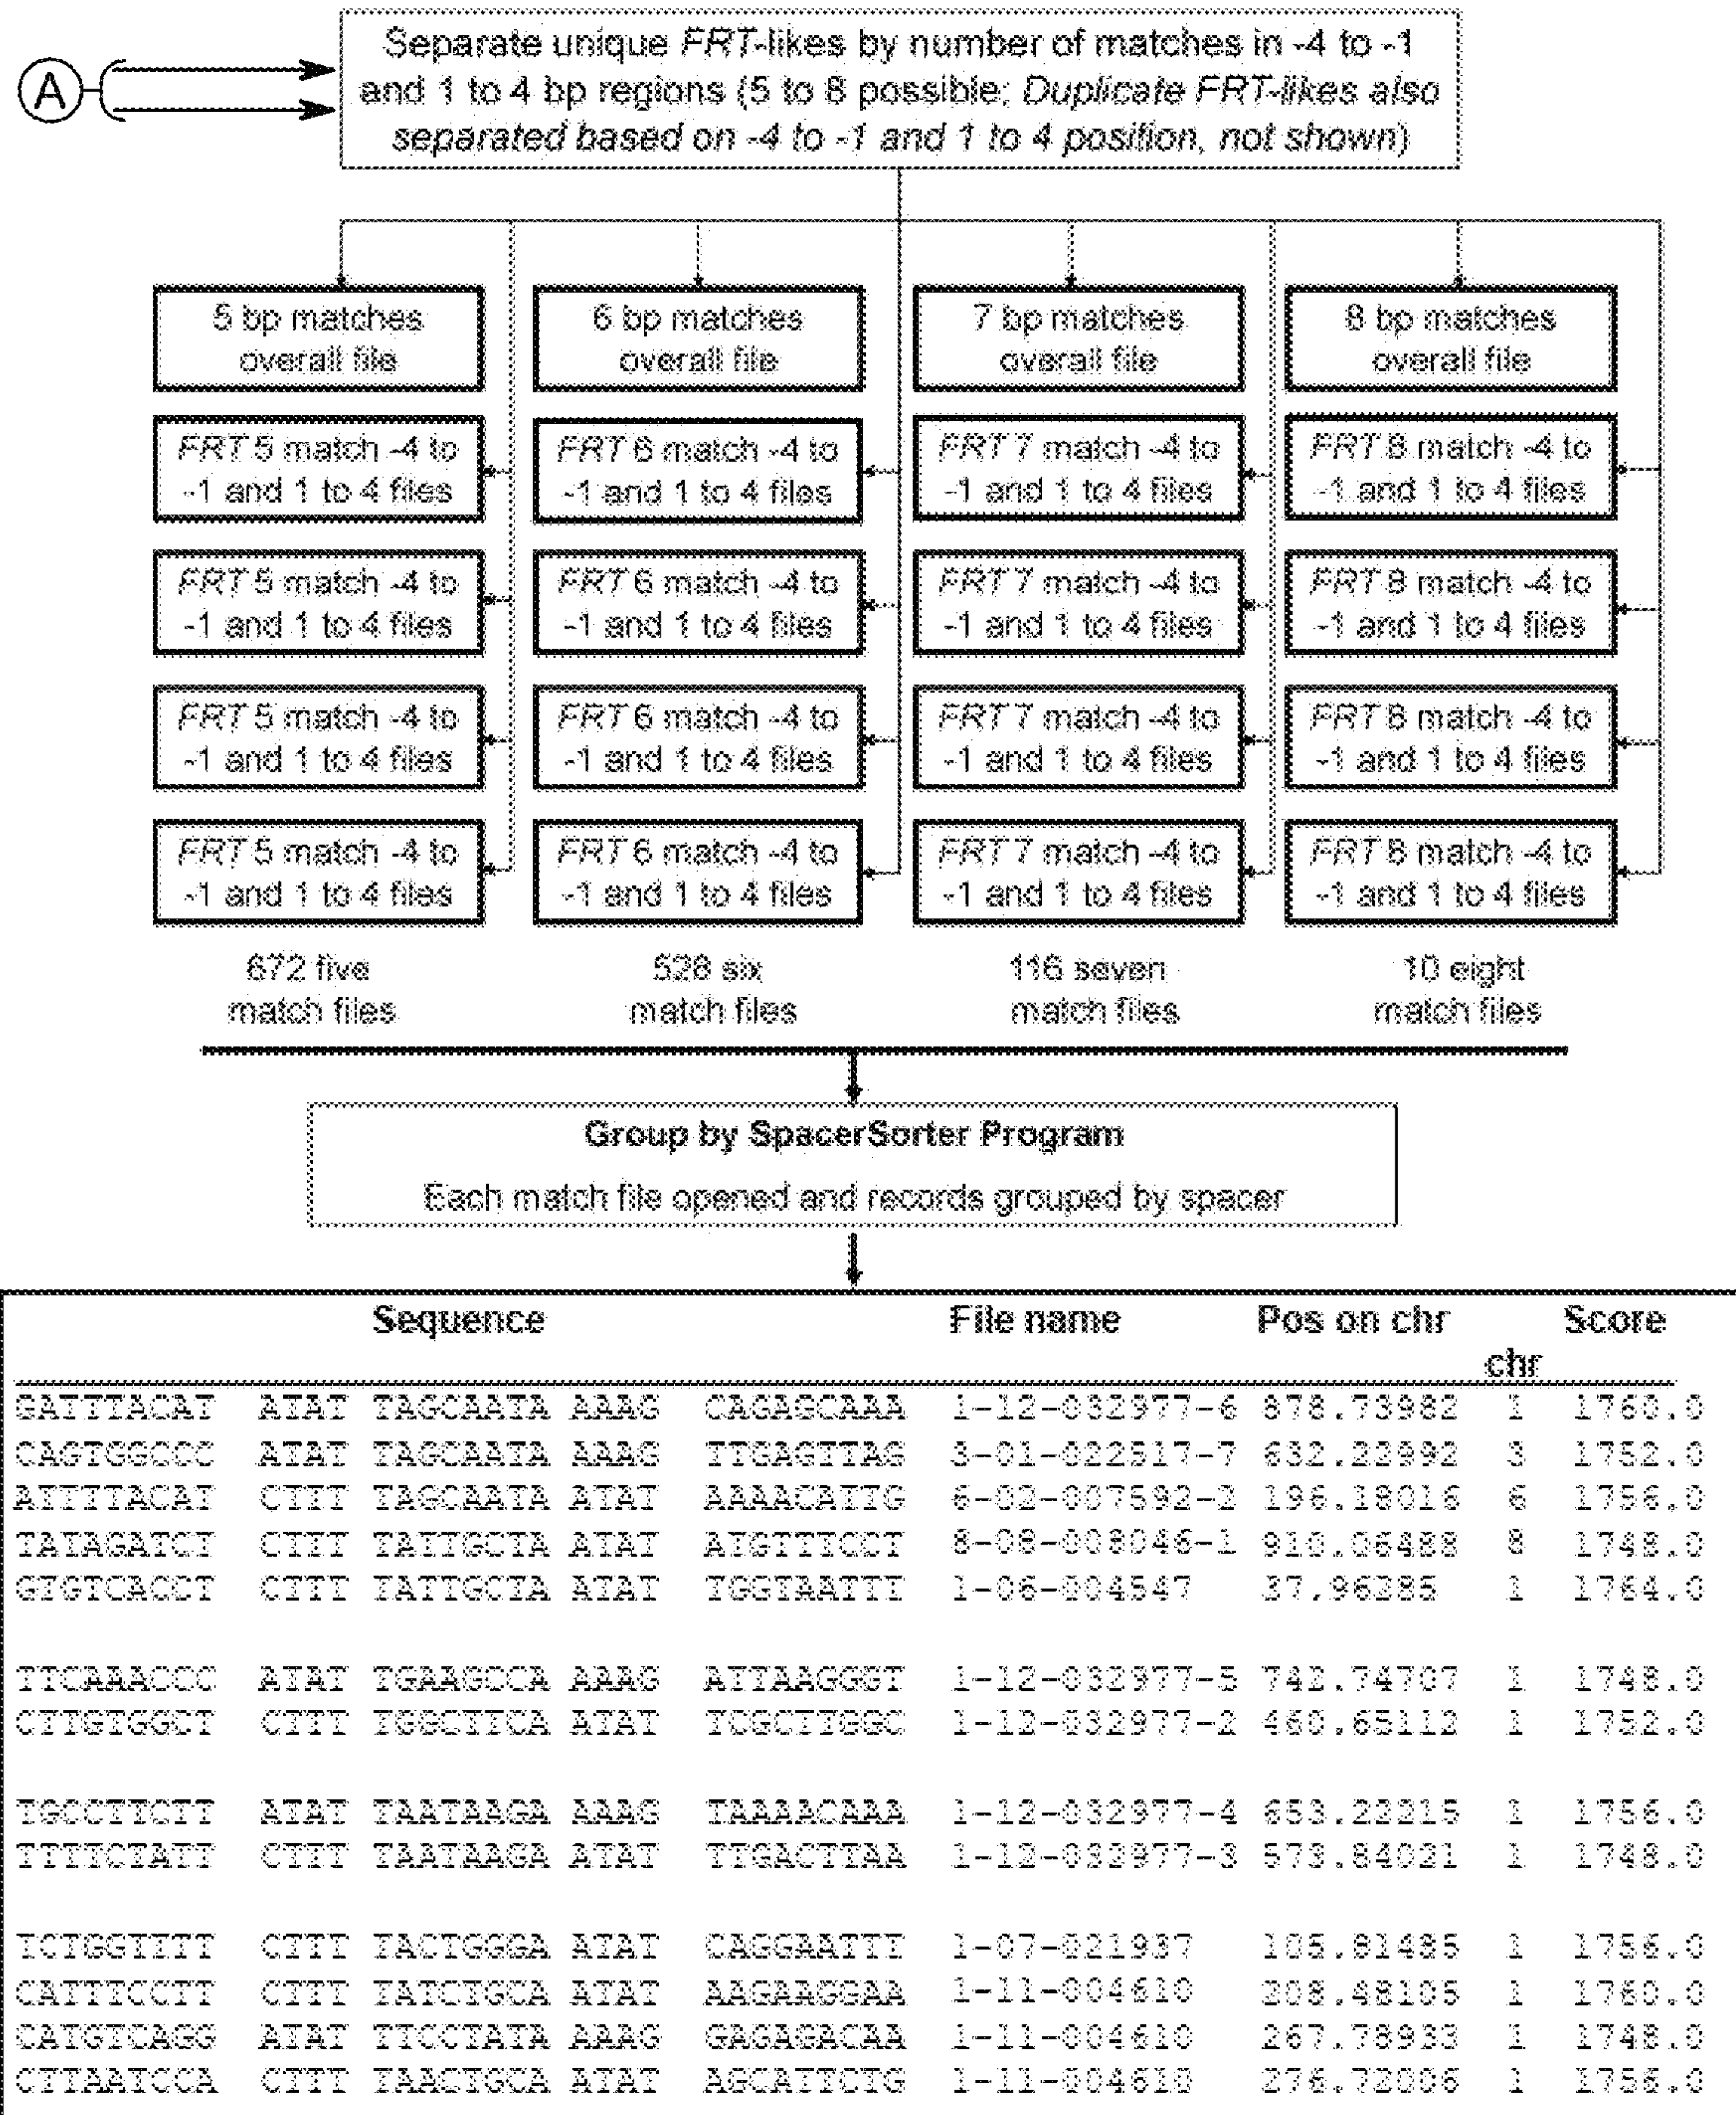 Separate unique FRT-likes by number of matches in -4 to -1
A
and 1 to 4 bp regions (5 to 8 possible; Duplicate FRT-likes also
separated based on -4 to -1 and 1 to 4 position, not shown)
5 bp matches
overall file
6 bp matches
overall file
7 bp matches
overall file
8 bp matches
overall file
FRT 5 match -4 to
-1 and 1 to 4 files
FRT 6 match -4 to
-1 and 1 to 4 files
FRT 7 match -4 to
-1 and 1 to 4 files
FRT 8 match -4 to
-1 and 1 to 4 files
FRT 5 match -4 to
-1 and 1 to 4 files
FRT 6 match -4 to
-1 and 1 to 4 files
FRT 7 match -4 to
-1 and 1 to 4 files
FRT 8 match -4 to
-1 and 1 to 4 files
FRT 5 match -4 to
-1 and 1 to 4 files
FRT 6 match -4 to
-1 and 1 to 4 files
FRT 7 match -4 to
-1 and 1 to 4 files
FRT 8 match -4 to
-1 and 1 to 4 files
FRT 5 match -4 to
-1 and 1 to 4 files
FRT 6 match -4 to
-1 and 1 to 4 files
FRT 7 match -4 to
-1 and 1 to 4 files
FRT 8 match -4 to
-1 and 1 to 4 files
672 five
match files
528 six
match files
116 seven
match files
10 eight
match files
Group by SpacerSorter Program
Each match file opened and records grouped by spacer
Sequence File name Pos on chr Score
chr
GATTTACAT ATAT TAGCAATA AAAG CAGAGCAAA 1-12-032977-6 878.73982 1 1760.0
CAGTGGCCC ATAT TAGCAATA AAAG TTGAGTTAG 3-01-022517-7 632.22992 3 1752.0
ATTTTACAT CTTT TAGCAATA ATAT AAAACATTG 6-02-007592-2 196.18016 6 1756.0
TATAGATCT CTTT TATTGCTA ATAT ATGTTTCCT 8-08-008046-1 910.06488 8 1748.0
GTGTCACCT CTTT TATTGCTA ATAT TGGTAATTT 1-06-004547 37.96285 1 1764.0
TTCAAACCC ATAT TGAAGCCA AAAG ATTAAGGGT 1-12-032977-5 742.74707 1 1748.0
CTTGTGGCT CTTT TGGCTTCA ATAT TCGCTTGGC 1-12-032977-2 460.65112 1 1752.0
TGCCTTCTT ATAT TAATAAGA AAAG TAAAACAAA 1-12-032977-4 653.22215 1 1756.0
TTTTCTATT CTTT TAATAAGA ATAT TTGACTTAA 1-12-032977-3 573.84021 1 1748.0
TCTGGTTTT CTTT TACTGGGA ATAT CAGGAATTT 1-07-021937 105.81485 1 1756.0
CATTTCCTT CTTT TATCTGCA ATAT AAGAAGGAA 1-11-004610 208.48105 1 1760.0
CATGTCAGG ATAT TTCCTATA AAAG GAGAGACAA 1-11-004610 267.78933 1 1748.0
CTTAATCCA CTTT TAACTGCA ATAT AGCATTCTG 1-11-004610 276.72006 1 1756.0